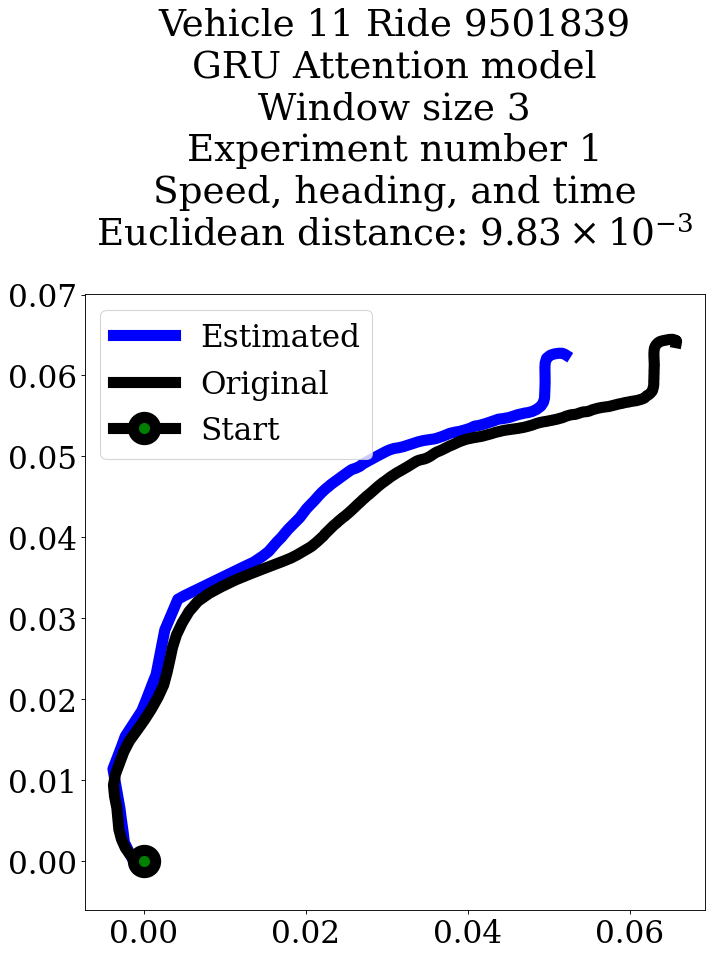 Vehicle 11 Ride 9501839
GRU Attention model
Window size 3
Experiment number 1
Speed, heading, and time
Euclidean distance: 9.83 × 10⁻³
0.07
Estimated
Original
Start
0.06
0.05
0.04
0.03
0.02
0.01
0.00
0.00 0.02 0.04 0.06